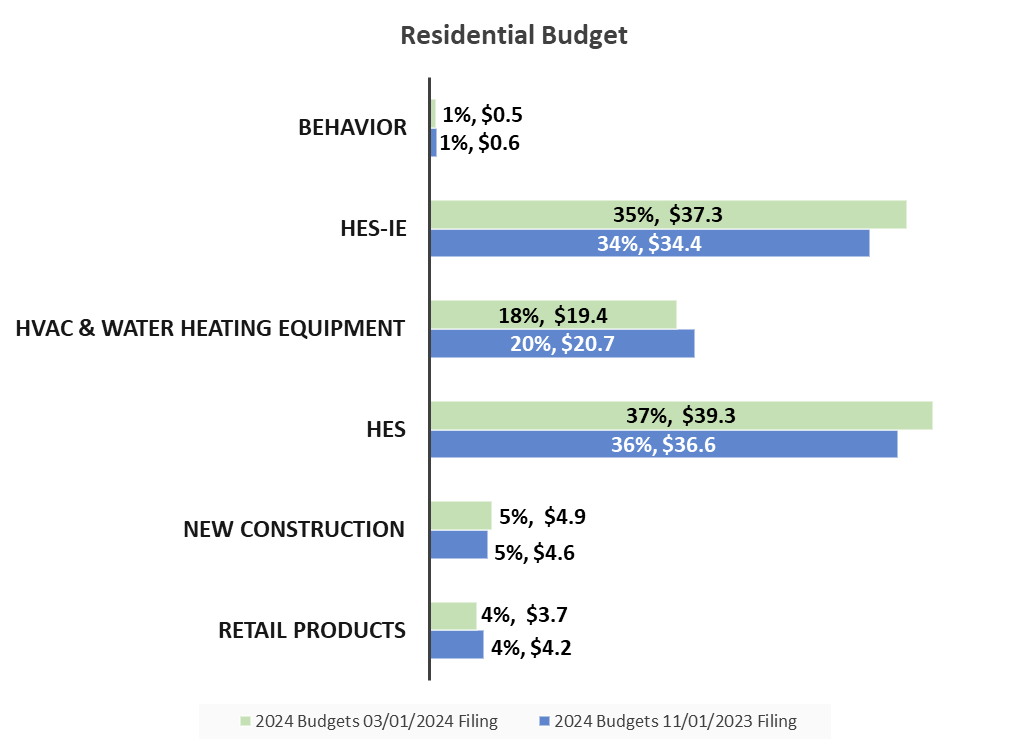 Residential Budget
BEHAVIOR
1%, $0.5
1%, $0.6
HES-IE
35%, $37.3
34%, $34.4
HVAC & WATER HEATING EQUIPMENT
18%, $19.4
20%, $20.7
HES
37%, $39.3
36%, $36.6
NEW CONSTRUCTION
5%, $4.9
5%, $4.6
RETAIL PRODUCTS
4%, $3.7
4%, $4.2
2024 Budgets 03/01/2024 Filing
2024 Budgets 11/01/2023 Filing